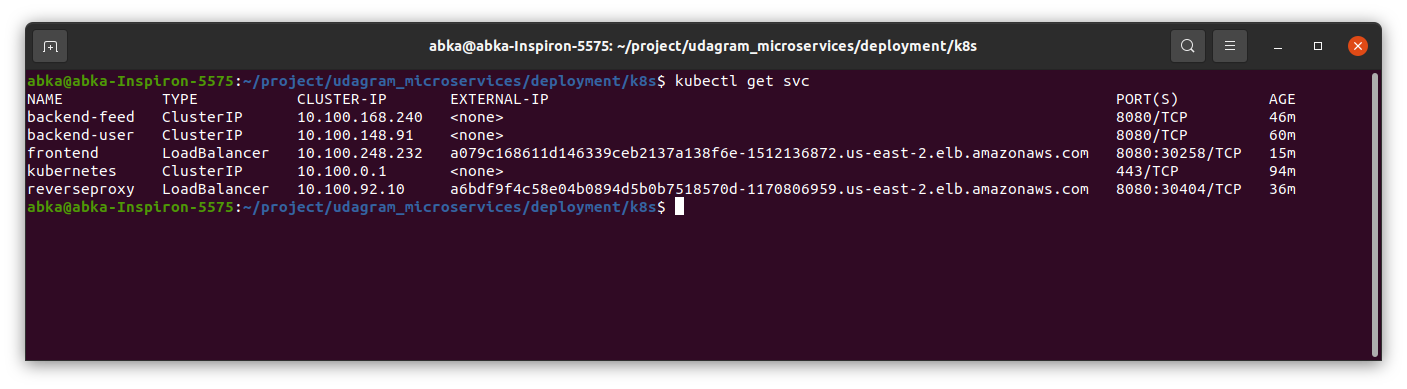 abka@abka-Inspiron-5575: ~/project/udagram_microservices/deployment/k8s
abka@abka-Inspiron-5575:~/project/udagram_microservices/deployment/k8s$ kubectl get svc
NAME TYPE CLUSTER-IP EXTERNAL-IP PORT(S) AGE
backend-feed ClusterIP 10.100.168.240 <none> 8080/TCP 46m
backend-user ClusterIP 10.100.148.91 <none> 8080/TCP 60m
frontend LoadBalancer 10.100.248.232 a079c168611d146339ceb2137a138f6e-1512136872.us-east-2.elb.amazonaws.com 8080:30258/TCP 15m
kubernetes ClusterIP 10.100.0.1 <none> 443/TCP 94m
reverseproxy LoadBalancer 10.100.92.10 a6bdf9f4c58e04b0894d5b0b7518570d-1170806959.us-east-2.elb.amazonaws.com 8080:30404/TCP 36m
abka@abka-Inspiron-5575:~/project/udagram_microservices/deployment/k8s$